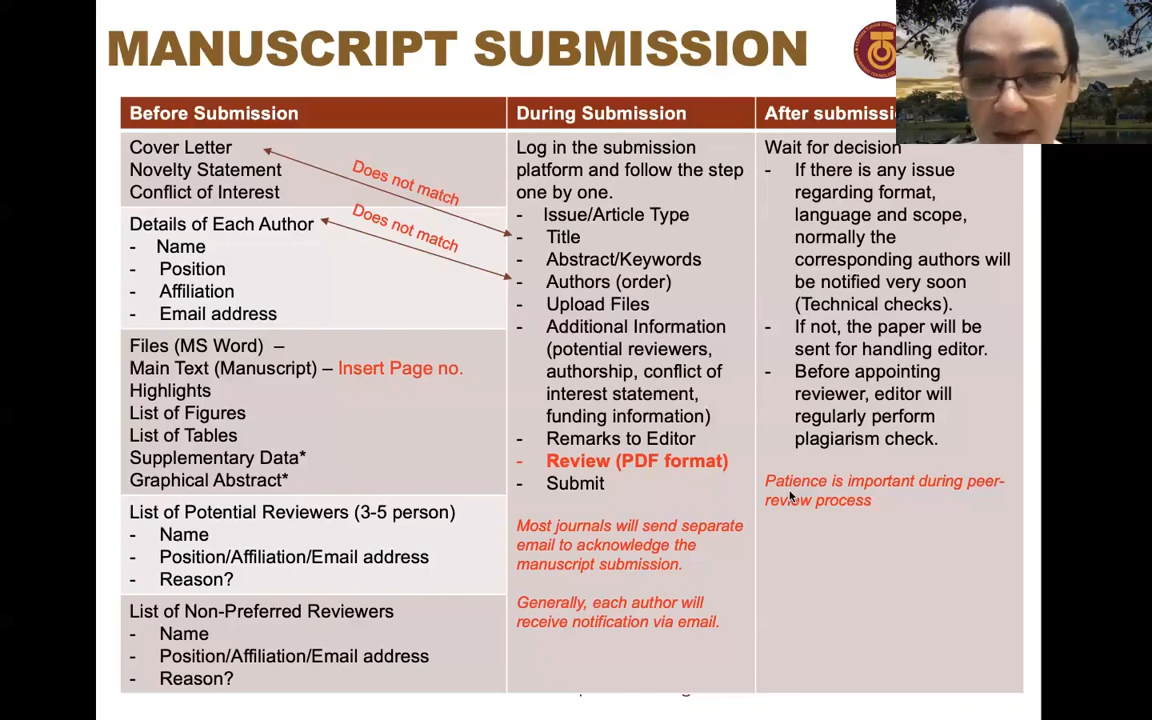 MANUSCRIPT SUBMISSION
Before Submission
Cover Letter
Novelty Statement
Conflict of Interest
Does not match
Details of Each Author
Does not match
- Name
- Position
- Affiliation
- Email address
Files (MS Word) –
Main Text (Manuscript) – Insert Page no.
Highlights
List of Figures
List of Tables
Supplementary Data*
Graphical Abstract*
List of Potential Reviewers (3-5 person)
- Name
- Position/Affiliation/Email address
- Reason?
List of Non-Preferred Reviewers
- Name
- Position/Affiliation/Email address
- Reason?
During Submission
Log in the submission
platform and follow the step
one by one.
- Issue/Article Type
- Title
- Abstract/Keywords
- Authors (order)
- Upload Files
- Additional Information
(potential reviewers,
authorship, conflict of
interest statement,
funding information)
- Remarks to Editor
- Review (PDF format)
- Submit
Most journals will send separate
email to acknowledge the
manuscript submission.
Generally, each author will
receive notification via email.
After
Wait for decision
- If there is any issue
regarding format,
language and scope,
normally the
corresponding authors will
be notified very soon
(Technical checks).
- If not, the paper will be
sent for handling editor.
- Before appointing
reviewer, editor will
regularly perform
plagiarism check.
Patience is important during peer-
review process